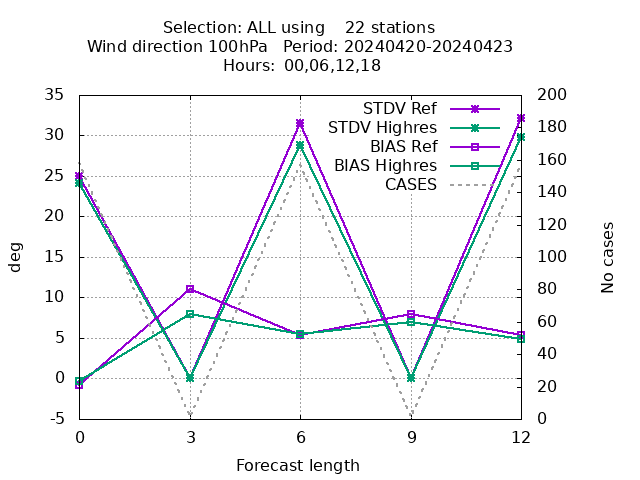 Selection: ALL using    22 stations
Wind direction 100hPa   Period: 20240420-20240423
Hours: 00,06,12,18
35
30
25
20
15
10
5
0
-5
200
180
160
140
120
100
80
60
40
20
0
STDV Ref
STDV Highres
BIAS Ref
BIAS Highres
CASES
deg
No cases
0 3 6 9 12
Forecast length